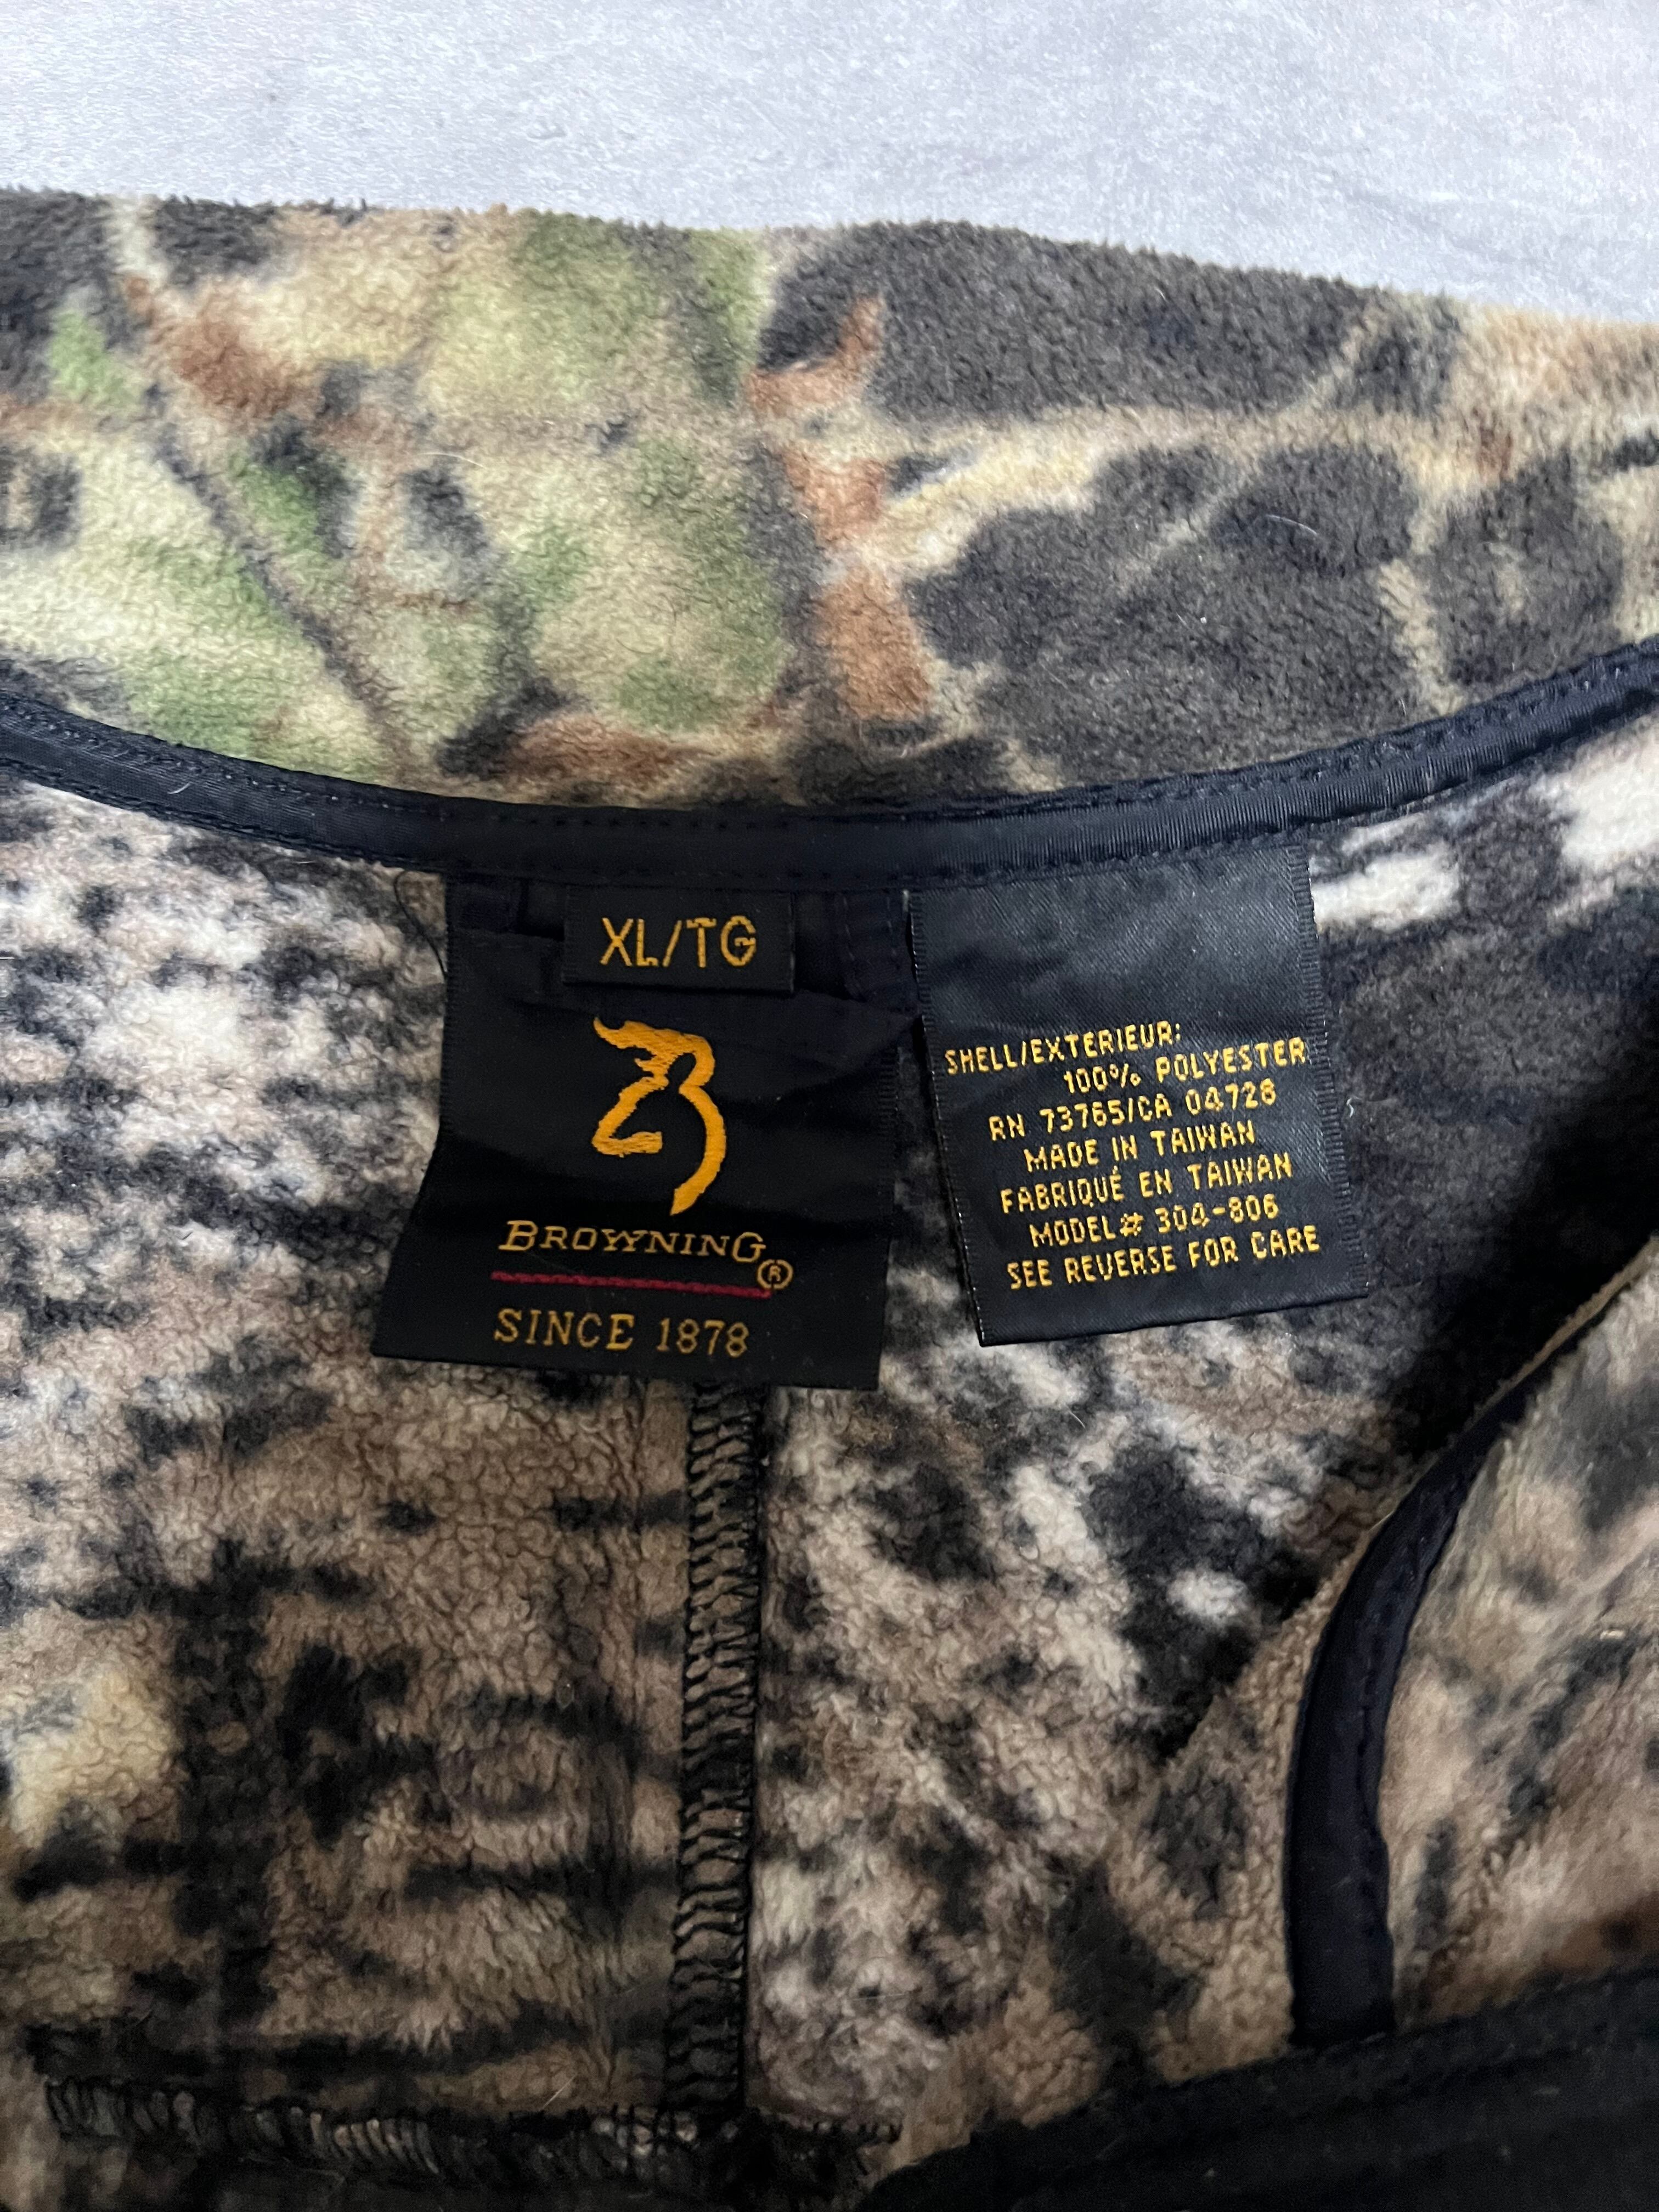 XL/TG
BROWNING®
SINCE 1878
SHELL/EXTERIEUR:
100% POLYESTER
RN 73765/CA 04728
MADE IN TAIWAN
FABRIQUÉ EN TAIWAN
MODEL# 304-806
SEE REVERSE FOR CARE